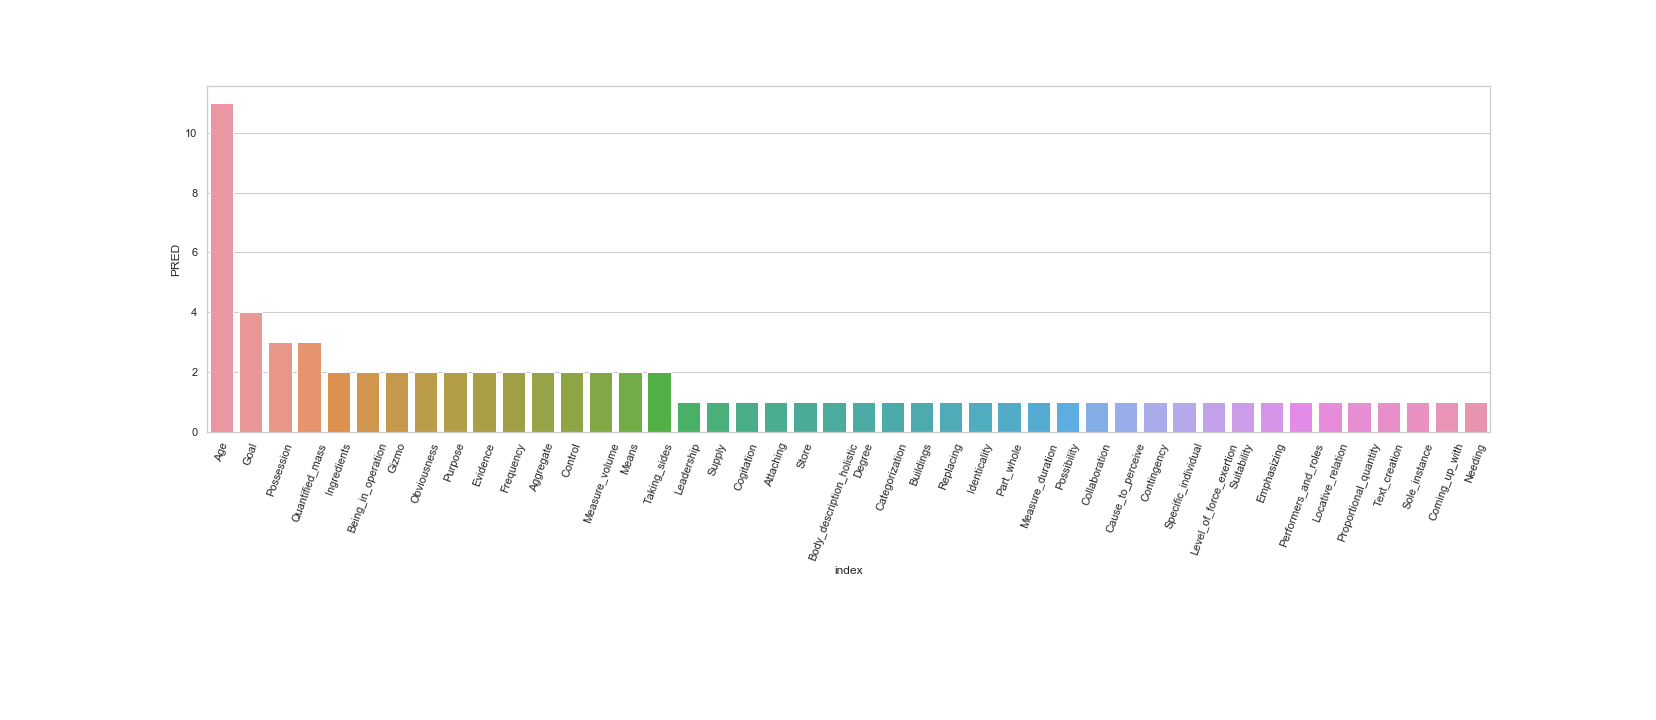 10
8
6
4
2
0
PRED
Age
Goal
Possession
Quantified_mass
Ingredients
Being_in_operation
Gizmo
Obviousness
Purpose
Evidence
Frequency
Aggregate
Control
Measure_volume
Means
Taking_sides
Leadership
Supply
Cogitation
Attaching
Store
Body_description_holistic
Degree
Categorization
Buildings
Replacing
Identicality
Part_whole
Measure_duration
Possibility
Collaboration
Cause_to_perceive
Contingency
Specific_individual
Level_of_force_exertion
Suitability
Emphasizing
Performers_and_roles
Locative_relation
Proportional_quantity
Text_creation
Sole_instance
Coming_up_with
Needing
index